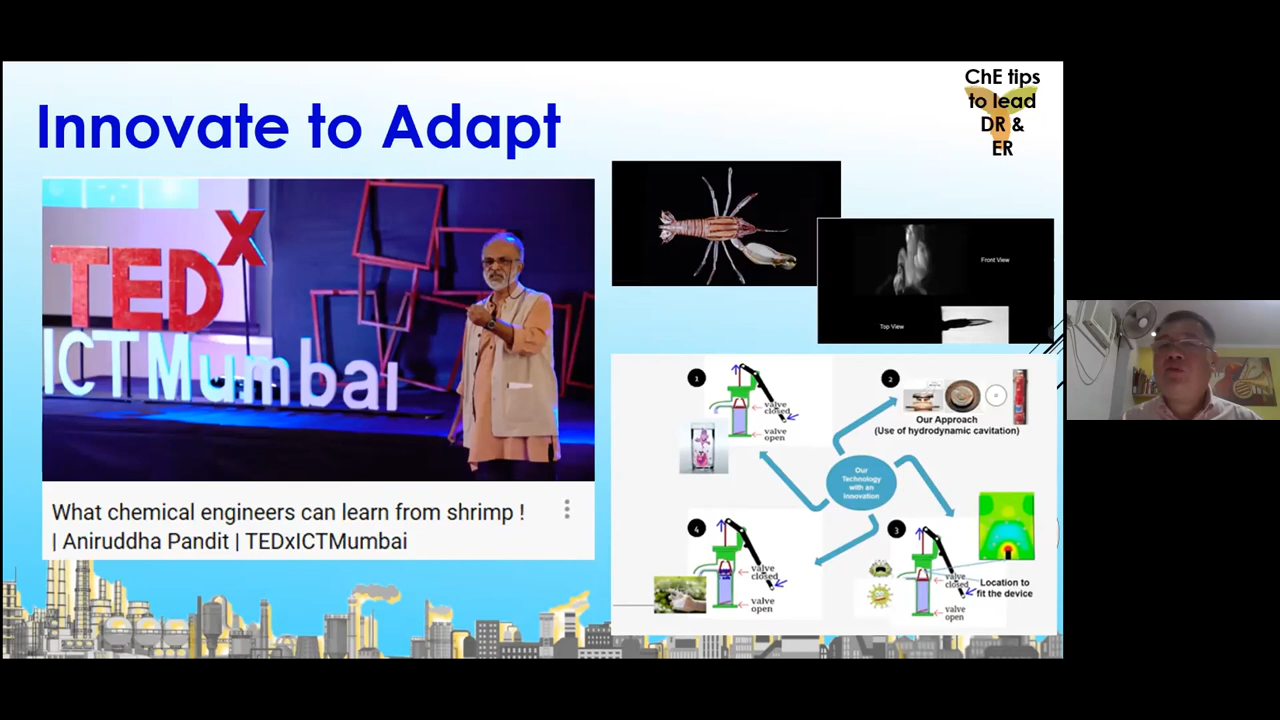 Innovate to Adapt
ChE tips
to lead
DR &
ER
TEDx
ICTMumbai
What chemical engineers can learn from shrimp !
| Aniruddha Pandit | TEDxICTMumbai
Front View
Top View
1
valve
closed
valve
open
2
Our Approach
(Use of hydrodynamic cavitation)
Our
Technology
with an
Innovation
4
valve
closed
valve
open
3
valve
closed
valve
open
Location to
fit the device